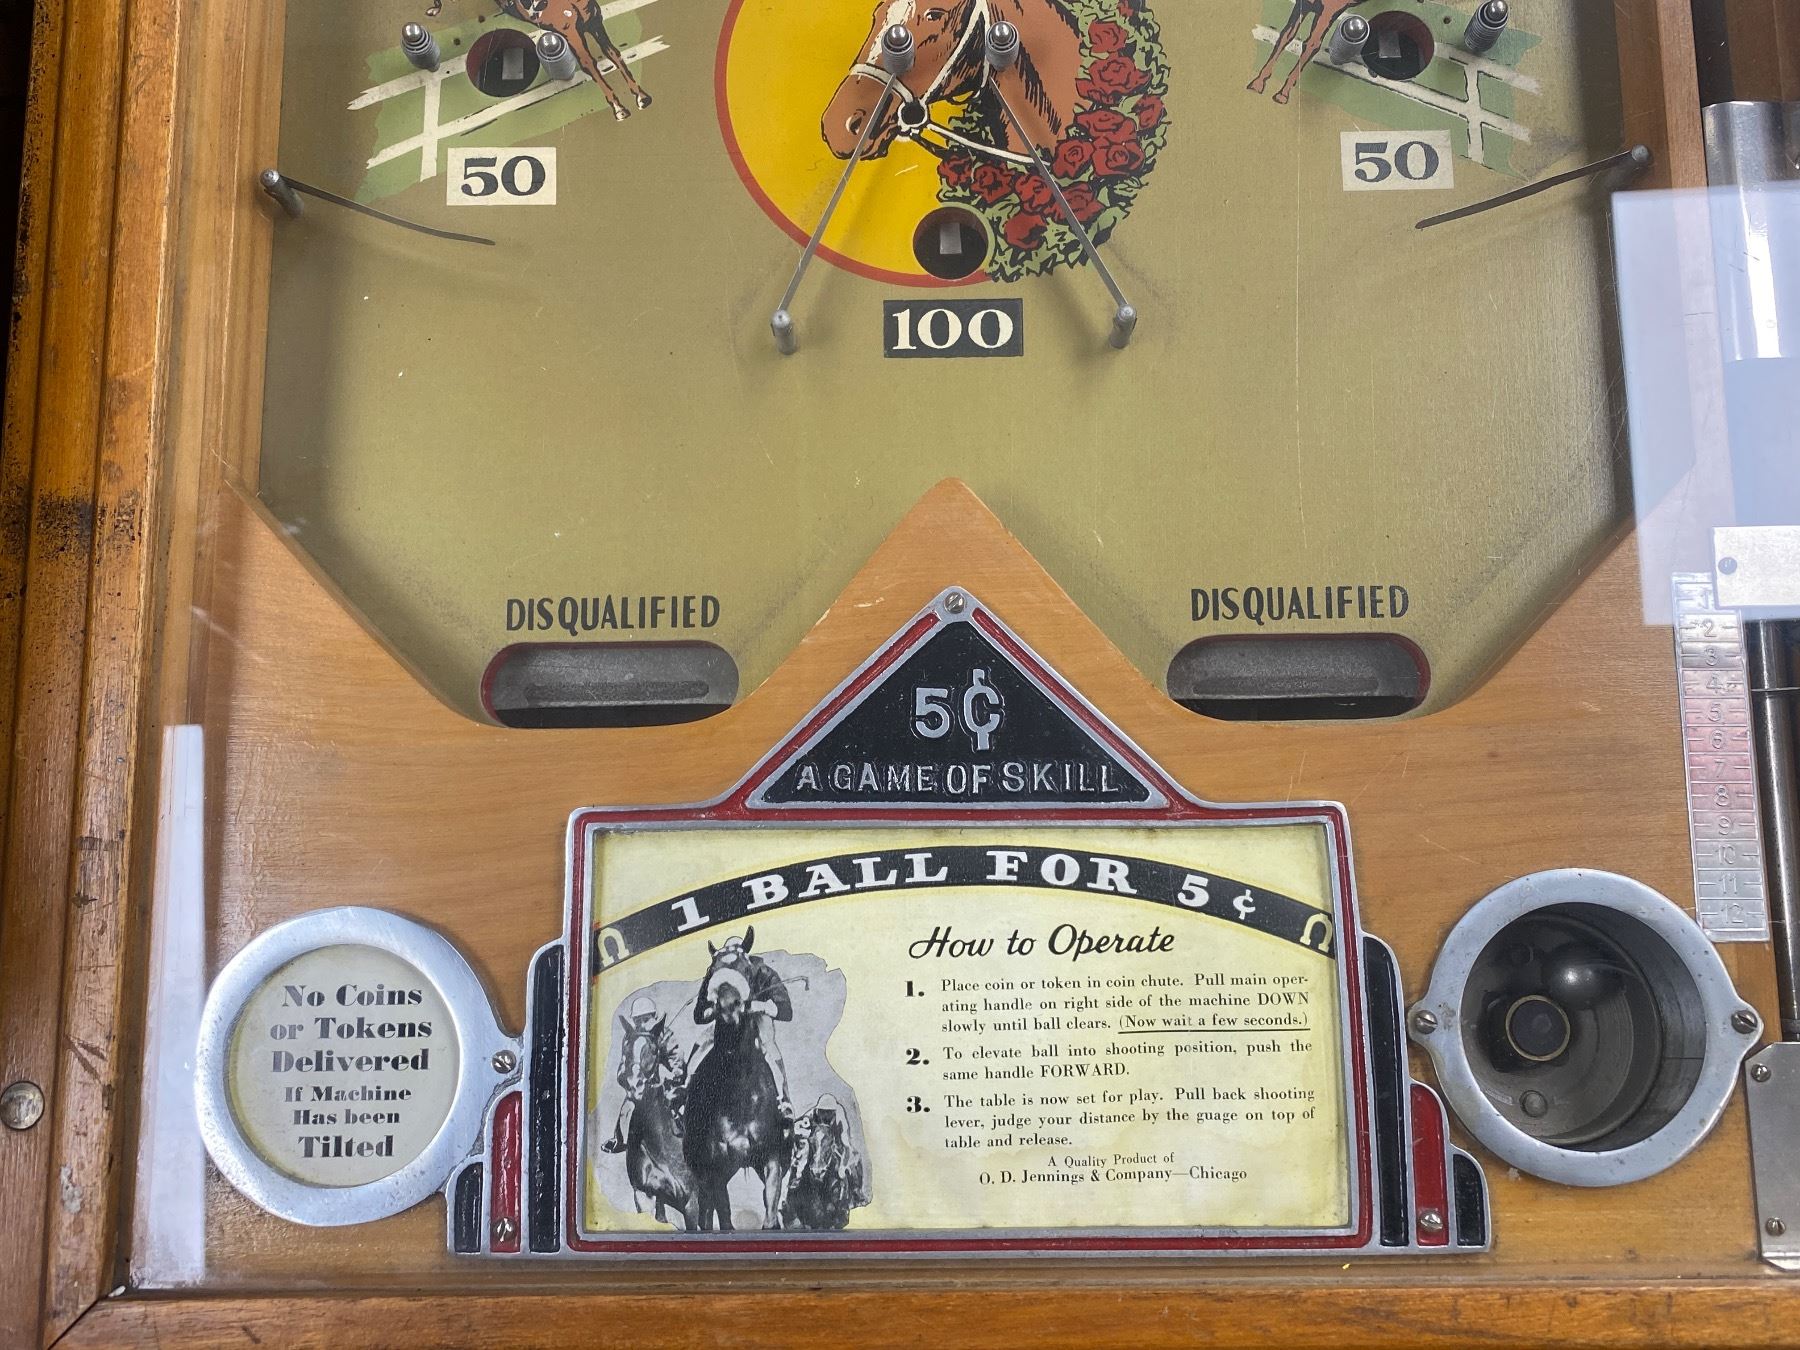 50
50
100
DISQUALIFIED
DISQUALIFIED
5¢
A GAME OF SKILL
1 BALL FOR 5¢
How to Operate
1. Place coin or token in coin chute. Pull main oper-
ating handle on right side of the machine DOWN
slowly until ball clears. (Now wait a few seconds.)
2. To elevate ball into shooting position, push the
same handle FORWARD.
3. The table is now set for play. Pull back shooting
lever, judge your distance by the guage on top of
table and release.
A Quality Product of
O. D. Jennings & Company—Chicago
No Coins
or Tokens
Delivered
If Machine
Has been
Tilted
1
2
3
4
5
6
7
8
9
10
11
12